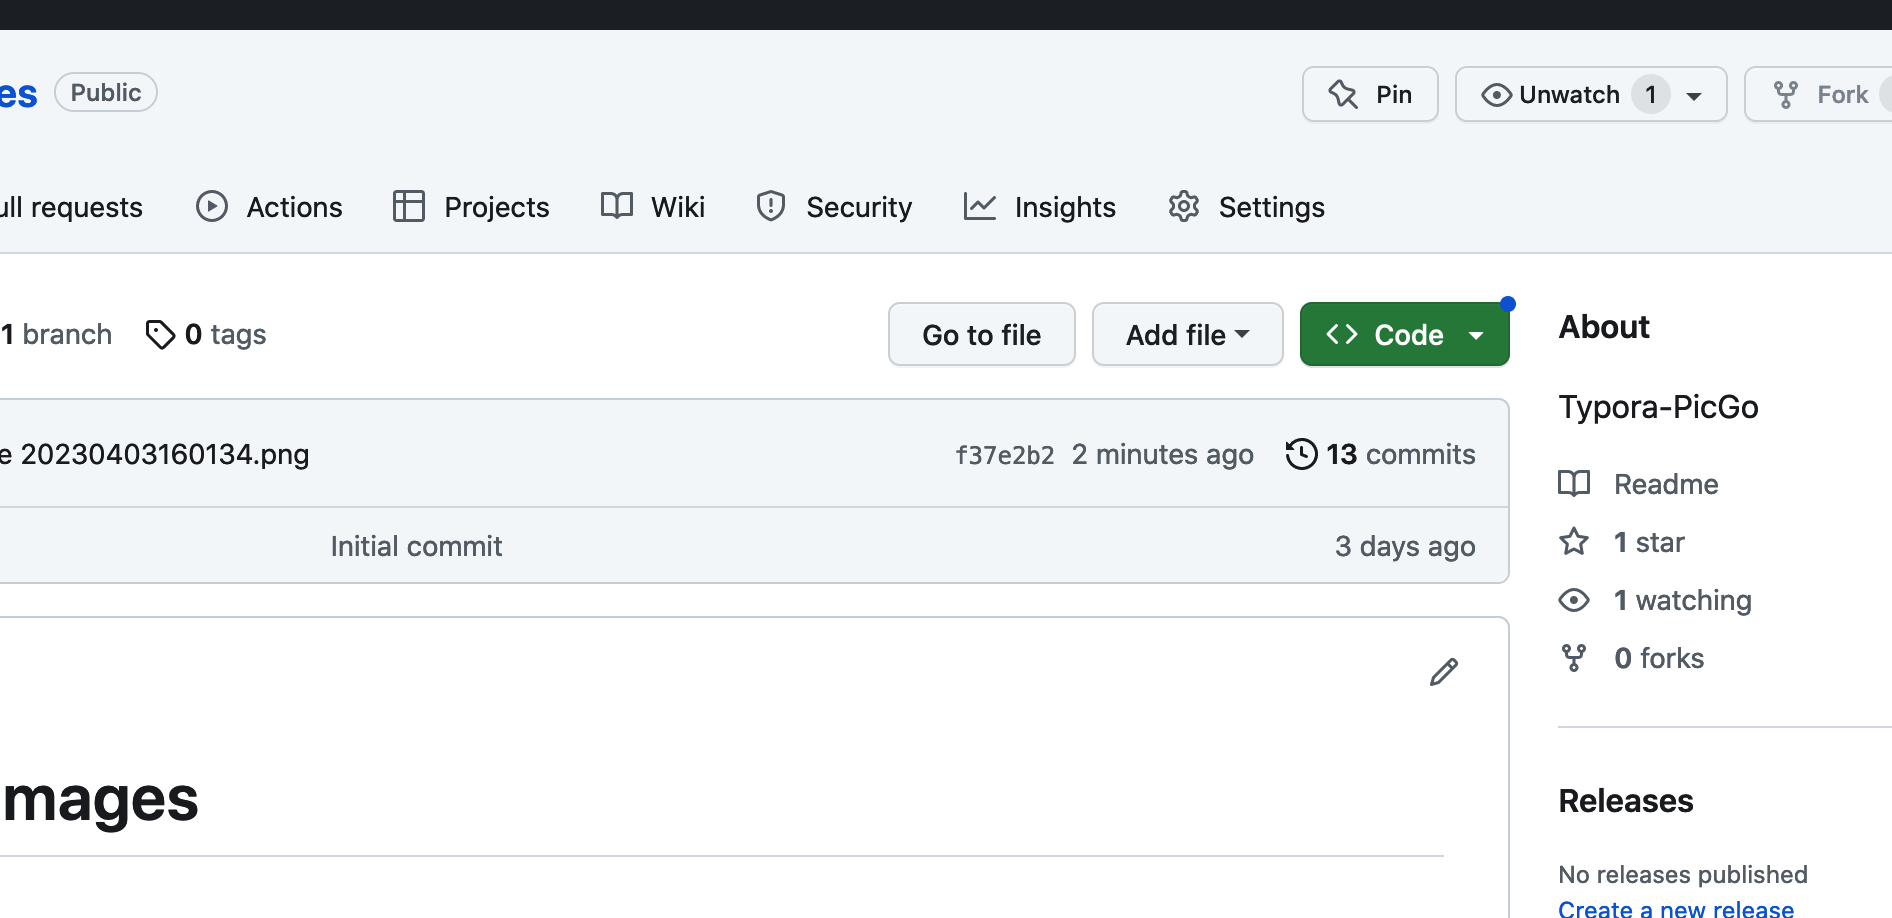 es Public Pin Unwatch 1 Fork
ull requests Actions Projects Wiki Security Insights Settings
1 branch 0 tags Go to file Add file Code
e 20230403160134.png f37e2b2 2 minutes ago 13 commits
Initial commit 3 days ago
mages
About
Typora-PicGo
Readme
1 star
1 watching
0 forks
Releases
No releases published
Create a new release